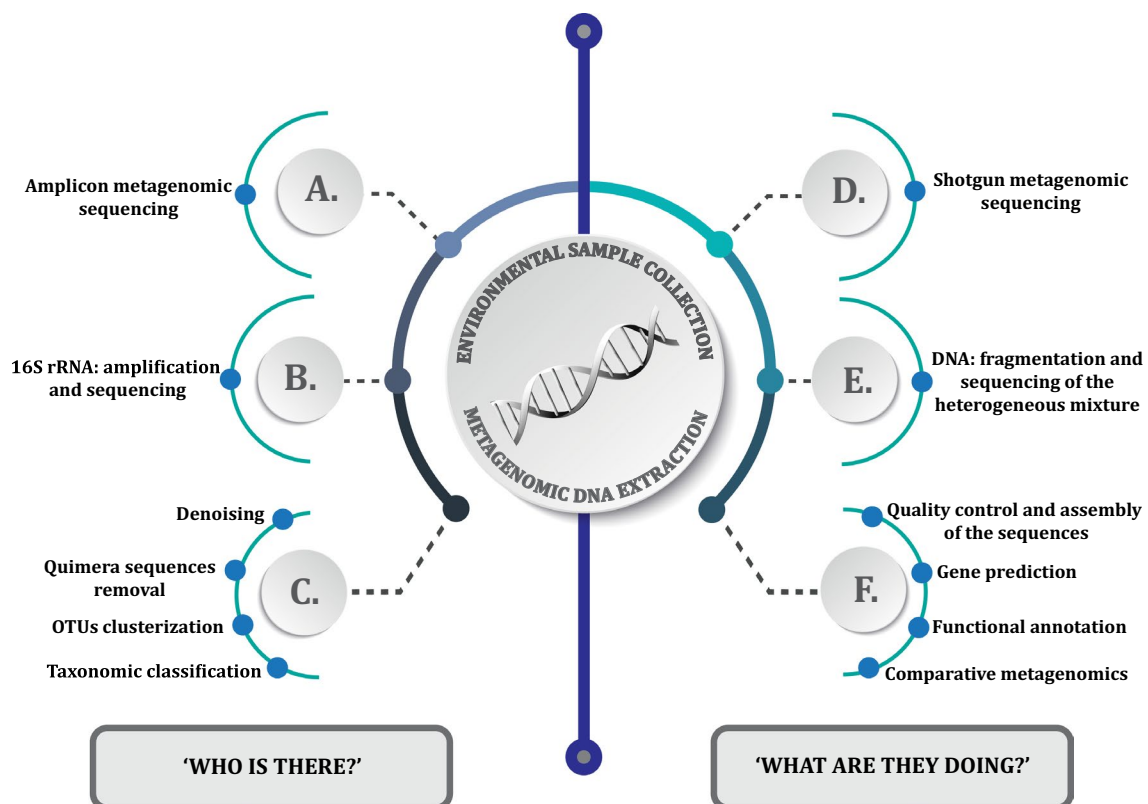 ENVIRONMENTAL SAMPLE COLLECTION
METAGENOMIC DNA EXTRACTION
A.
Amplicon metagenomic
sequencing
B.
16S rRNA: amplification
and sequencing
C.
Denoising
Quimera sequences
removal
OTUs clusterization
Taxonomic classification
'WHO IS THERE?'
D.
Shotgun metagenomic
sequencing
E.
DNA: fragmentation and
sequencing of the
heterogeneous mixture
F.
Quality control and assembly
of the sequences
Gene prediction
Functional annotation
Comparative metagenomics
'WHAT ARE THEY DOING?'